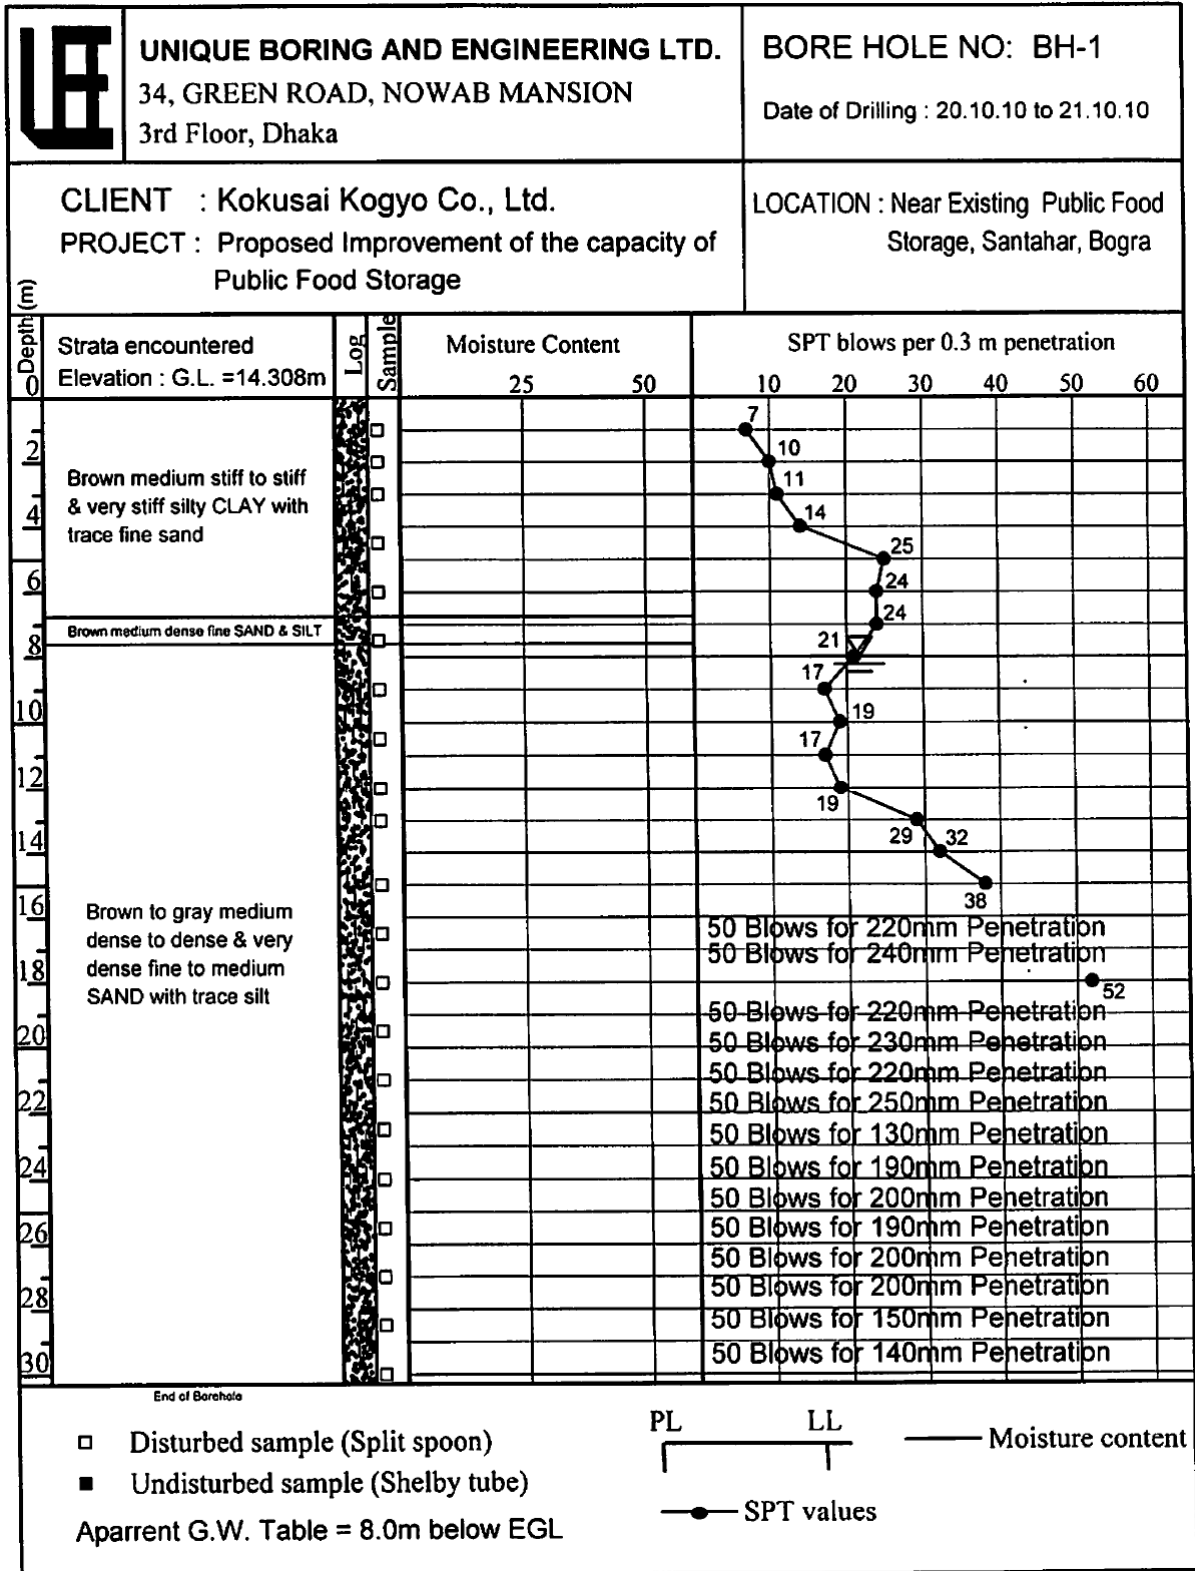 UNIQUE BORING AND ENGINEERING LTD.
34, GREEN ROAD, NOWAB MANSION
3rd Floor, Dhaka
BORE HOLE NO: BH-1
Date of Drilling : 20.10.10 to 21.10.10
CLIENT : Kokusai Kogyo Co., Ltd.
PROJECT : Proposed Improvement of the capacity of
Public Food Storage
LOCATION : Near Existing Public Food
Storage, Santahar, Bogra
Depth (m)
0
Strata encountered
Elevation : G.L. =14.308m
Log
Sample
Moisture Content
25 50
SPT blows per 0.3 m penetration
10 20 30 40 50 60
2
4
6
8
10
12
14
16
18
20
22
24
26
28
30
Brown medium stiff to stiff
& very stiff silty CLAY with
trace fine sand
Brown medium dense fine SAND & SILT
Brown to gray medium
dense to dense & very
dense fine to medium
SAND with trace silt
7
10
11
14
25
24
24
21
17
19
17
19
29
32
38
50 Blows for 220mm Penetration
50 Blows for 240mm Penetration
52
50 Blows for 220mm Penetration
50 Blows for 230mm Penetration
50 Blows for 220mm Penetration
50 Blows for 250mm Penetration
50 Blows for 130mm Penetration
50 Blows for 190mm Penetration
50 Blows for 200mm Penetration
50 Blows for 190mm Penetration
50 Blows for 200mm Penetration
50 Blows for 200mm Penetration
50 Blows for 150mm Penetration
50 Blows for 140mm Penetration
End of Borehole
Disturbed sample (Split spoon)
Undisturbed sample (Shelby tube)
Aparrent G.W. Table = 8.0m below EGL
PL LL
Moisture content
SPT values